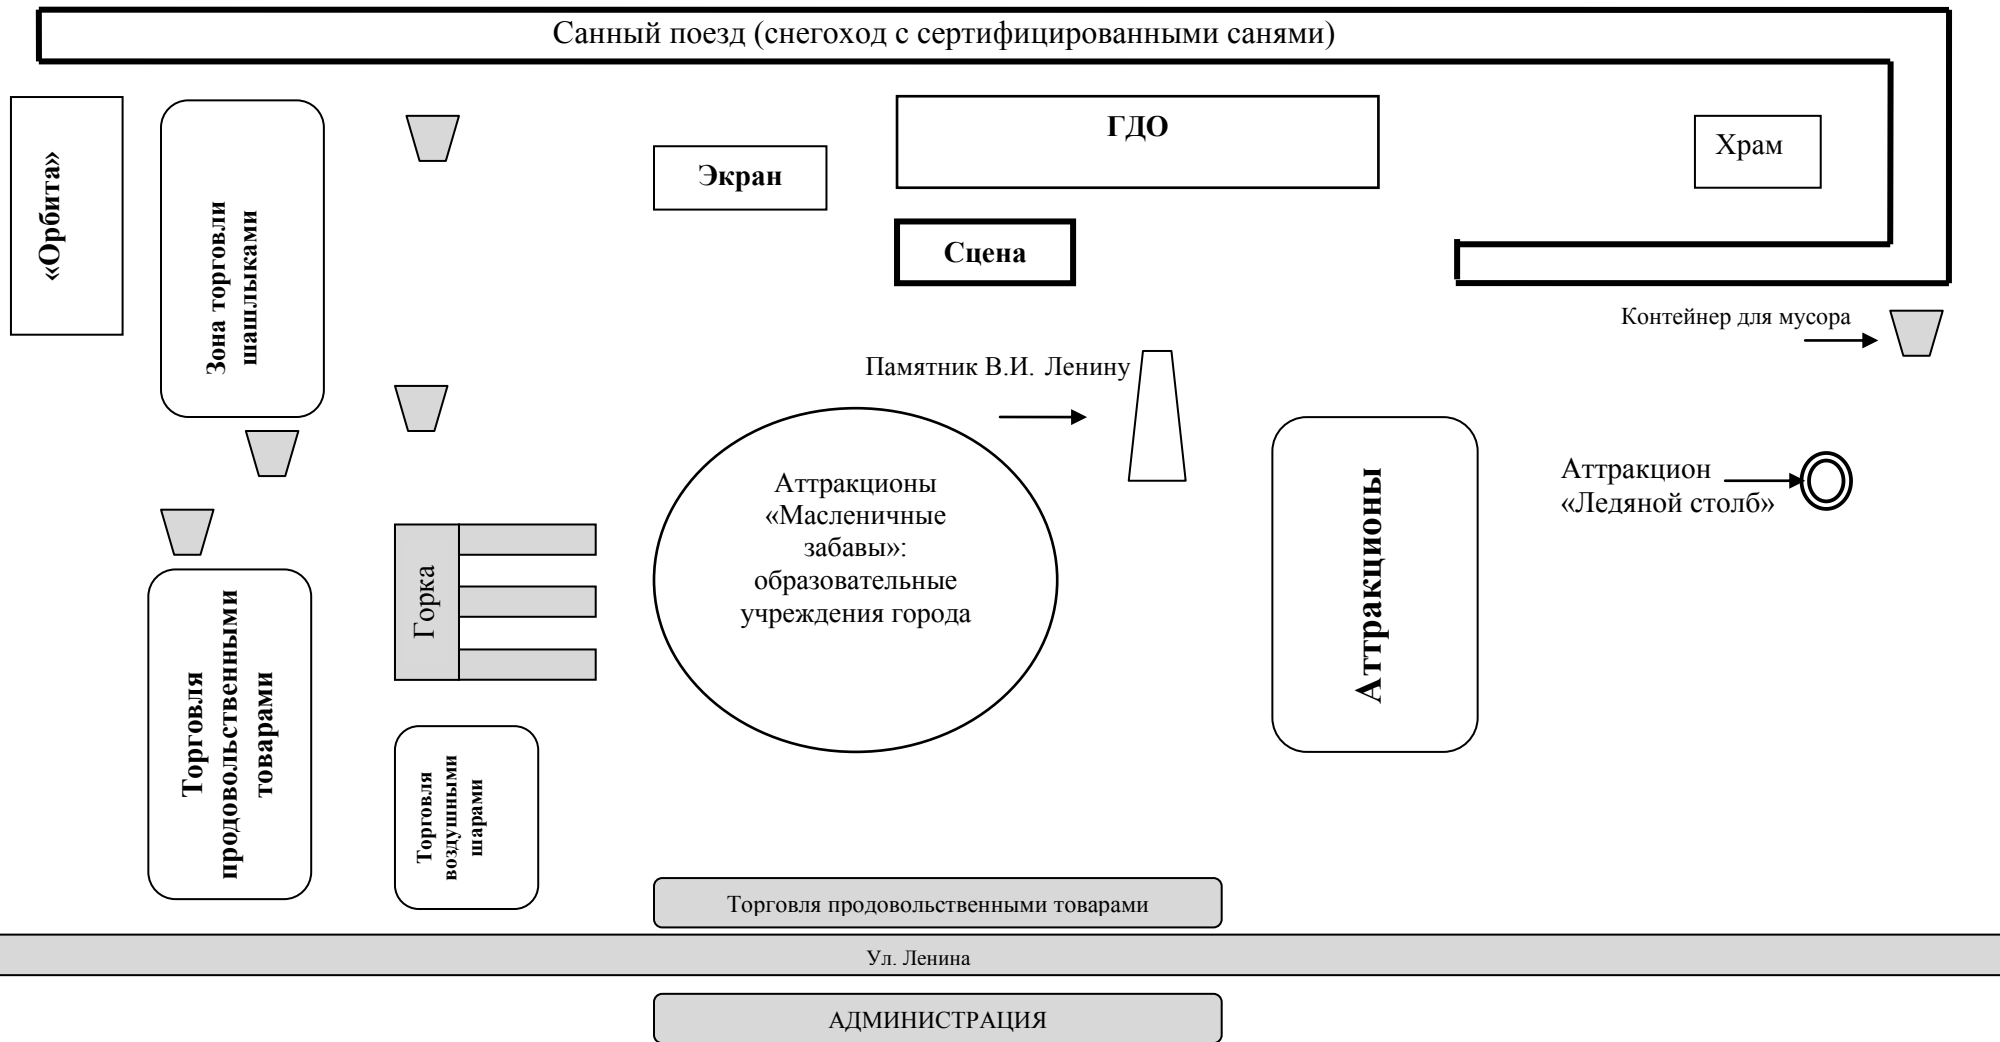 Санный поезд (снегоход с сертифицированными санями)
«Орбита»
Зона торговли
шашлыками
Экран
ГДО
Храм
Сцена
Контейнер для мусора
Памятник В.И. Ленину
Аттракционы
«Масленичные
забавы»:
образовательные
учреждения города
Аттракционы
Аттракцион
«Ледяной столб»
Горка
Торговля
продовольственными
товарами
Торговля
воздушными
шарами
Торговля продовольственными товарами
Ул. Ленина
АДМИНИСТРАЦИЯ